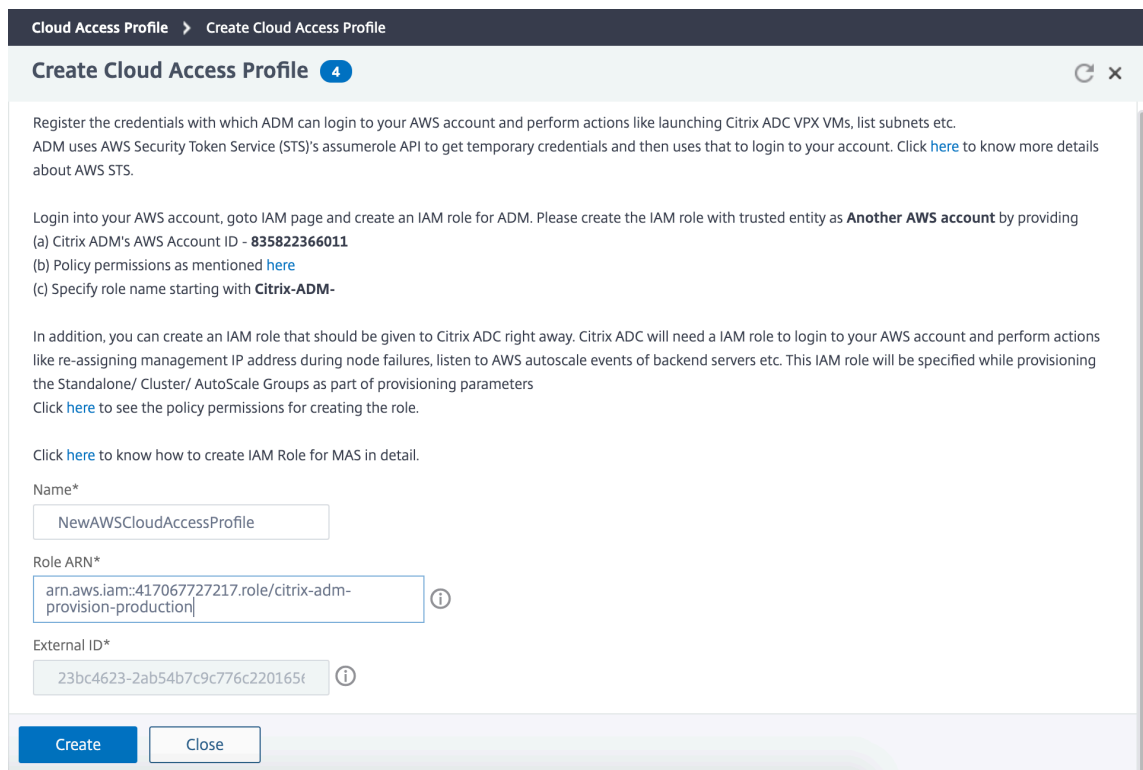 Cloud Access Profile > Create Cloud Access Profile
Create Cloud Access Profile 4
Register the credentials with which ADM can login to your AWS account and perform actions like launching Citrix ADC VPX VMs, list subnets etc.
ADM uses AWS Security Token Service (STS)'s assumerole API to get temporary credentials and then uses that to login to your account. Click here to know more details
about AWS STS.
Login into your AWS account, goto IAM page and create an IAM role for ADM. Please create the IAM role with trusted entity as Another AWS account by providing
(a) Citrix ADM's AWS Account ID - 835822366011
(b) Policy permissions as mentioned here
(c) Specify role name starting with Citrix-ADM-
In addition, you can create an IAM role that should be given to Citrix ADC right away. Citrix ADC will need a IAM role to login to your AWS account and perform actions
like re-assigning management IP address during node failures, listen to AWS autoscale events of backend servers etc. This IAM role will be specified while provisioning
the Standalone/ Cluster/ AutoScale Groups as part of provisioning parameters
Click here to see the policy permissions for creating the role.
Click here to know how to create IAM Role for MAS in detail.
Name*
NewAWSCloudAccessProfile
Role ARN*
arn.aws.iam::417067727217.role/citrix-adm-
provision-production
External ID*
23bc4623-2ab54b7c9c776c220165
Create Close